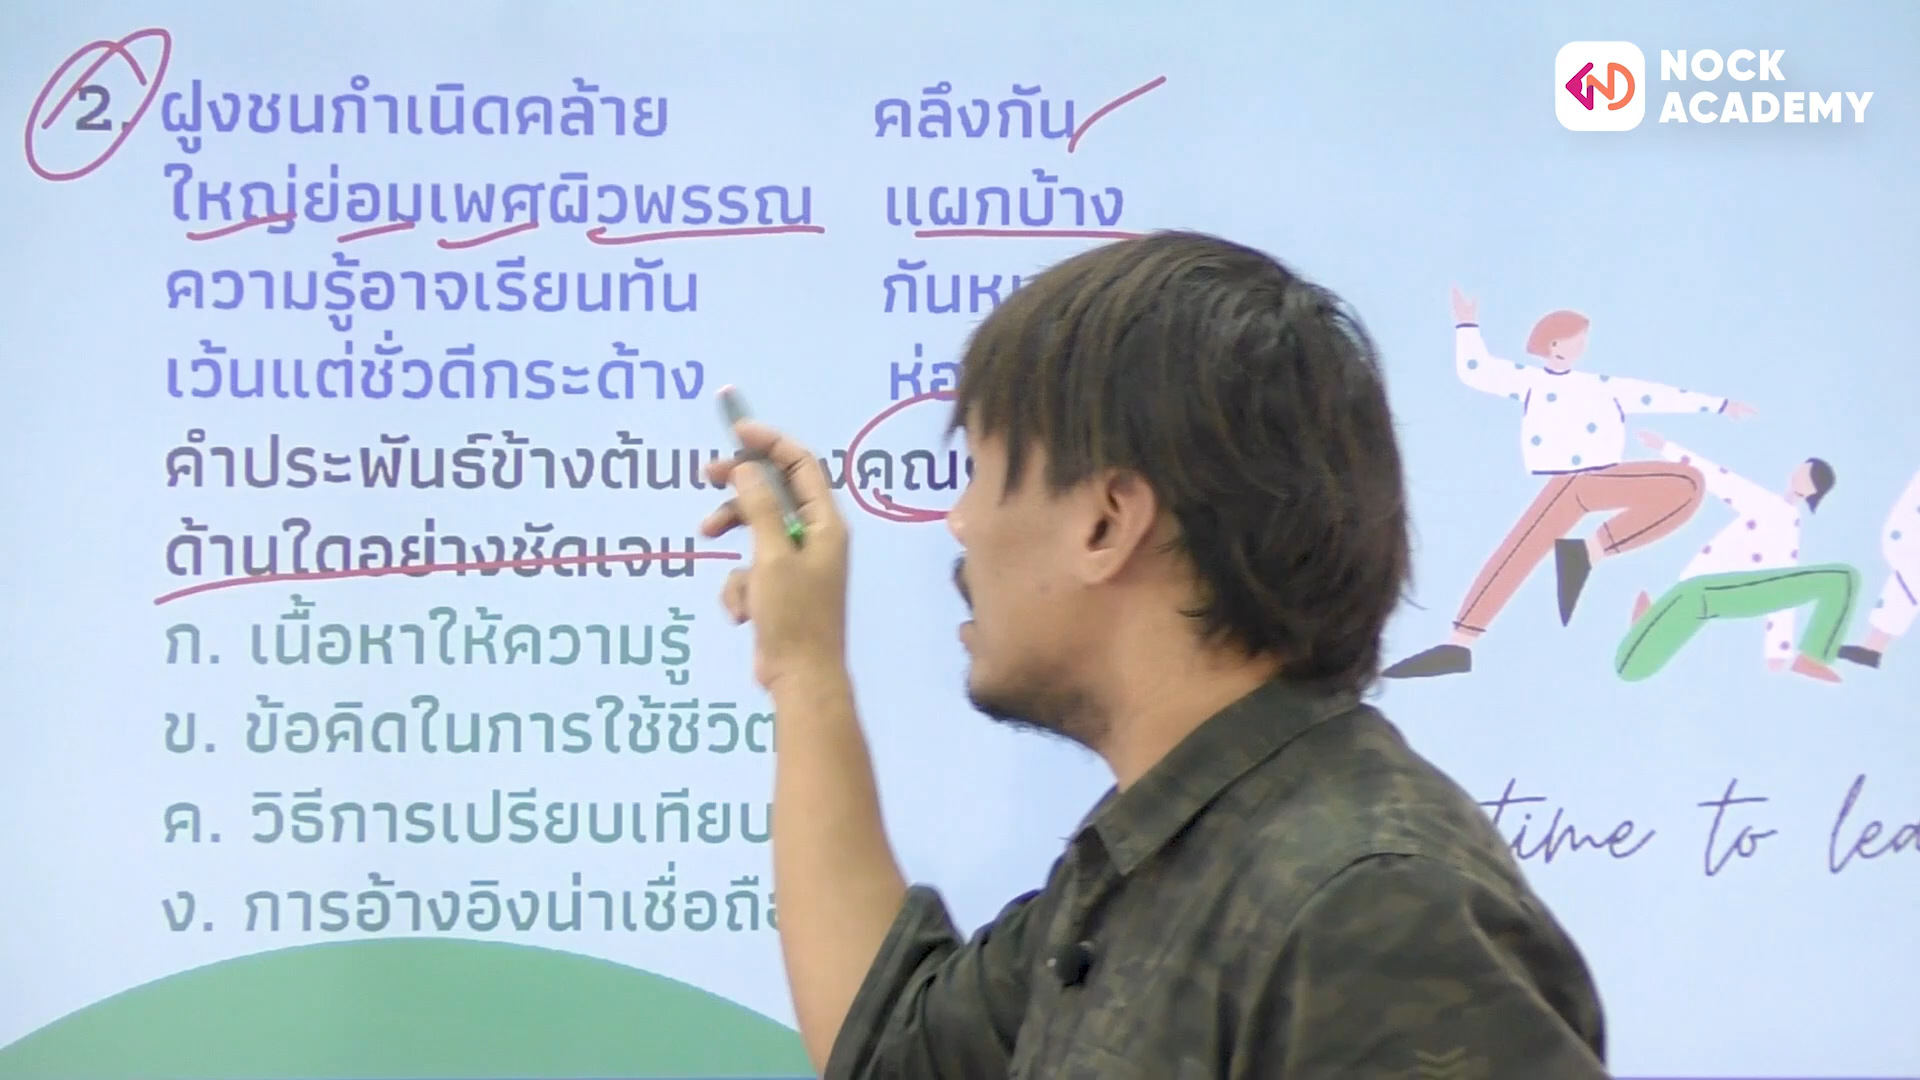 NOCK
ACADEMY
2. ฝูงชนกำเนิดคล้าย คลึงกัน
ใหญ่ย่อมเพศผิวพรรณ แผกบ้าง
ความรู้อาจเรียนทัน
เว้นแต่ชั่วดีกระด้าง
คำประพันธ์ข้างต้น
ด้านใดอย่างชัดเจน
ก. เนื้อหาให้ความรู้
ข. ข้อคิดในการใช้ชีวิต
ค. วิธีการเปรียบเทียบ
ง. การอ้างอิงน่าเชื่อถือ
time to